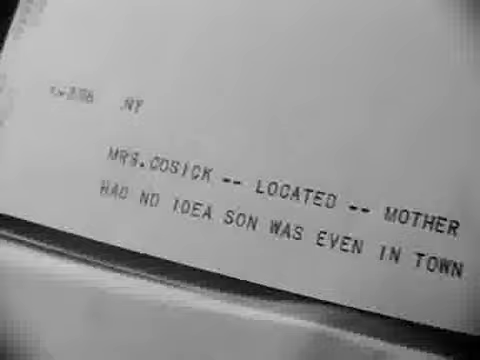 NY
MRS. COSICK -- LOCATED -- MOTHER
HAD NO IDEA SON WAS EVEN IN TOWN